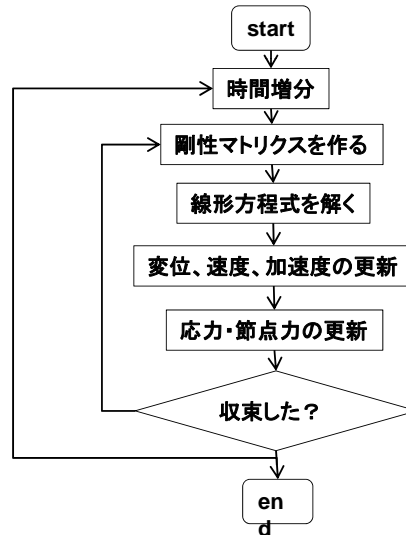 start
時間増分
剛性マトリクスを作る
線形方程式を解く
変位、速度、加速度の更新
応力・節点力の更新
収束した？
en
d